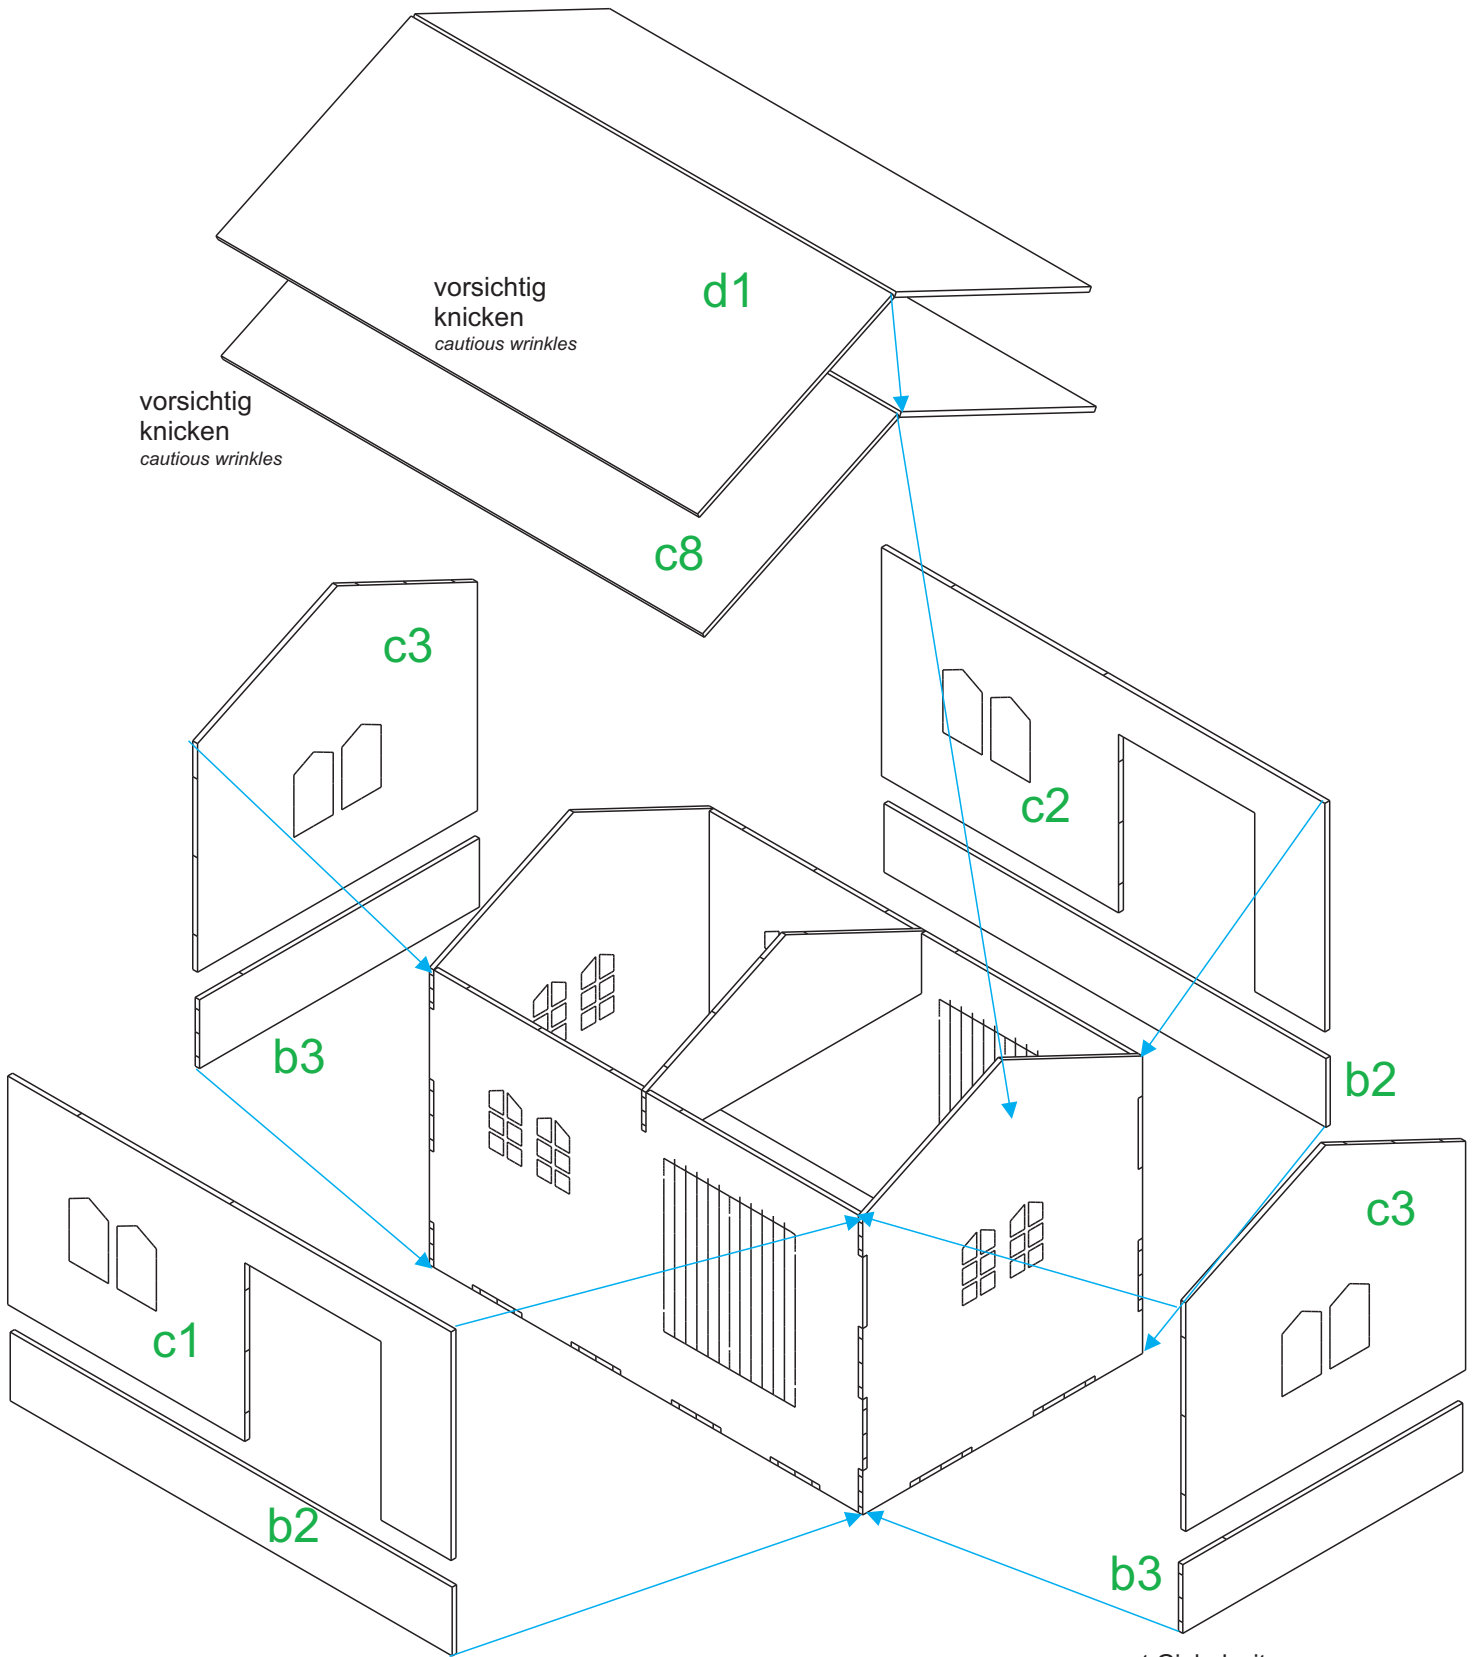 d1
vorsichtig
knicken
cautious wrinkles
vorsichtig
knicken
cautious wrinkles
c8
c3
c2
b3
b2
c3
c1
b2
b3